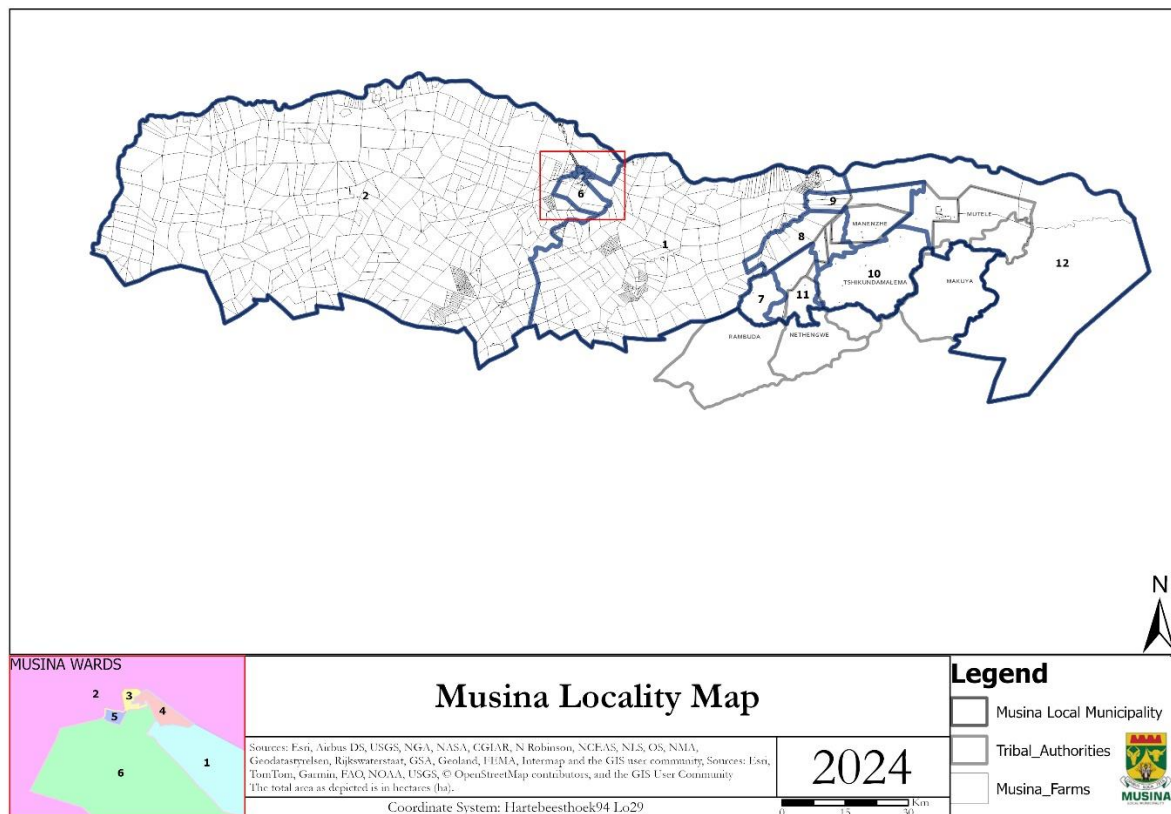 2
6
1
9
8
MANENZHE
MUTELE
10
TSHIKUNDAMALEMA
MAKUYA
12
7
11
RAMBUDA
NETHENGWE
N
MUSINA WARDS
2
3
4
5
6
1
Musina Locality Map
Sources: Esri, Airbus DS, USGS, NGA, NASA, CGIAR, N Robinson, NCEAS, NLS, OS, NMA,
Geodatastyrelsen, Rijkswaterstaat, GSA, Geoland, FEMA, Intermap and the GIS user community, Sources: Esri,
TomTom, Garmin, FAO, NOAA, USGS, © OpenStreetMap contributors, and the GIS User Community
The total area as depicted is in hectares (ha).
Coordinate System: Hartebeesthoek94 Lo29
2024
Km
0 15 30
Legend
Musina Local Municipality
Tribal_Authorities
Musina_Farms
MUSINA
LOCAL MUNICIPALITY